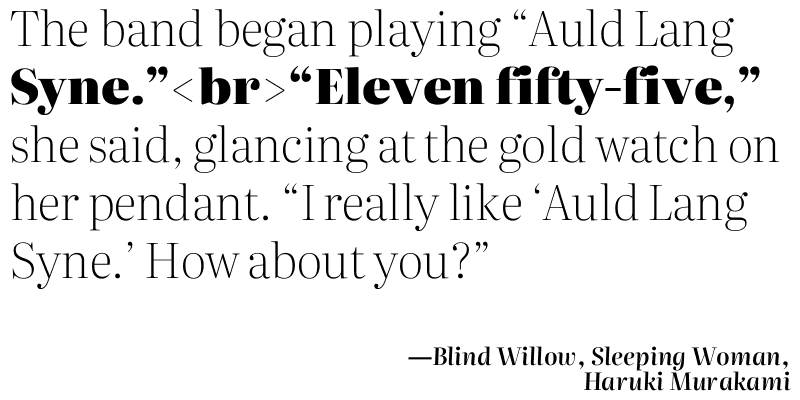 The band began playing “Auld Lang
Syne.”<br>“Eleven fifty-five,”
she said, glancing at the gold watch on
her pendant. “I really like ‘Auld Lang
Syne.’ How about you?”
—Blind Willow, Sleeping Woman,
Haruki Murakami